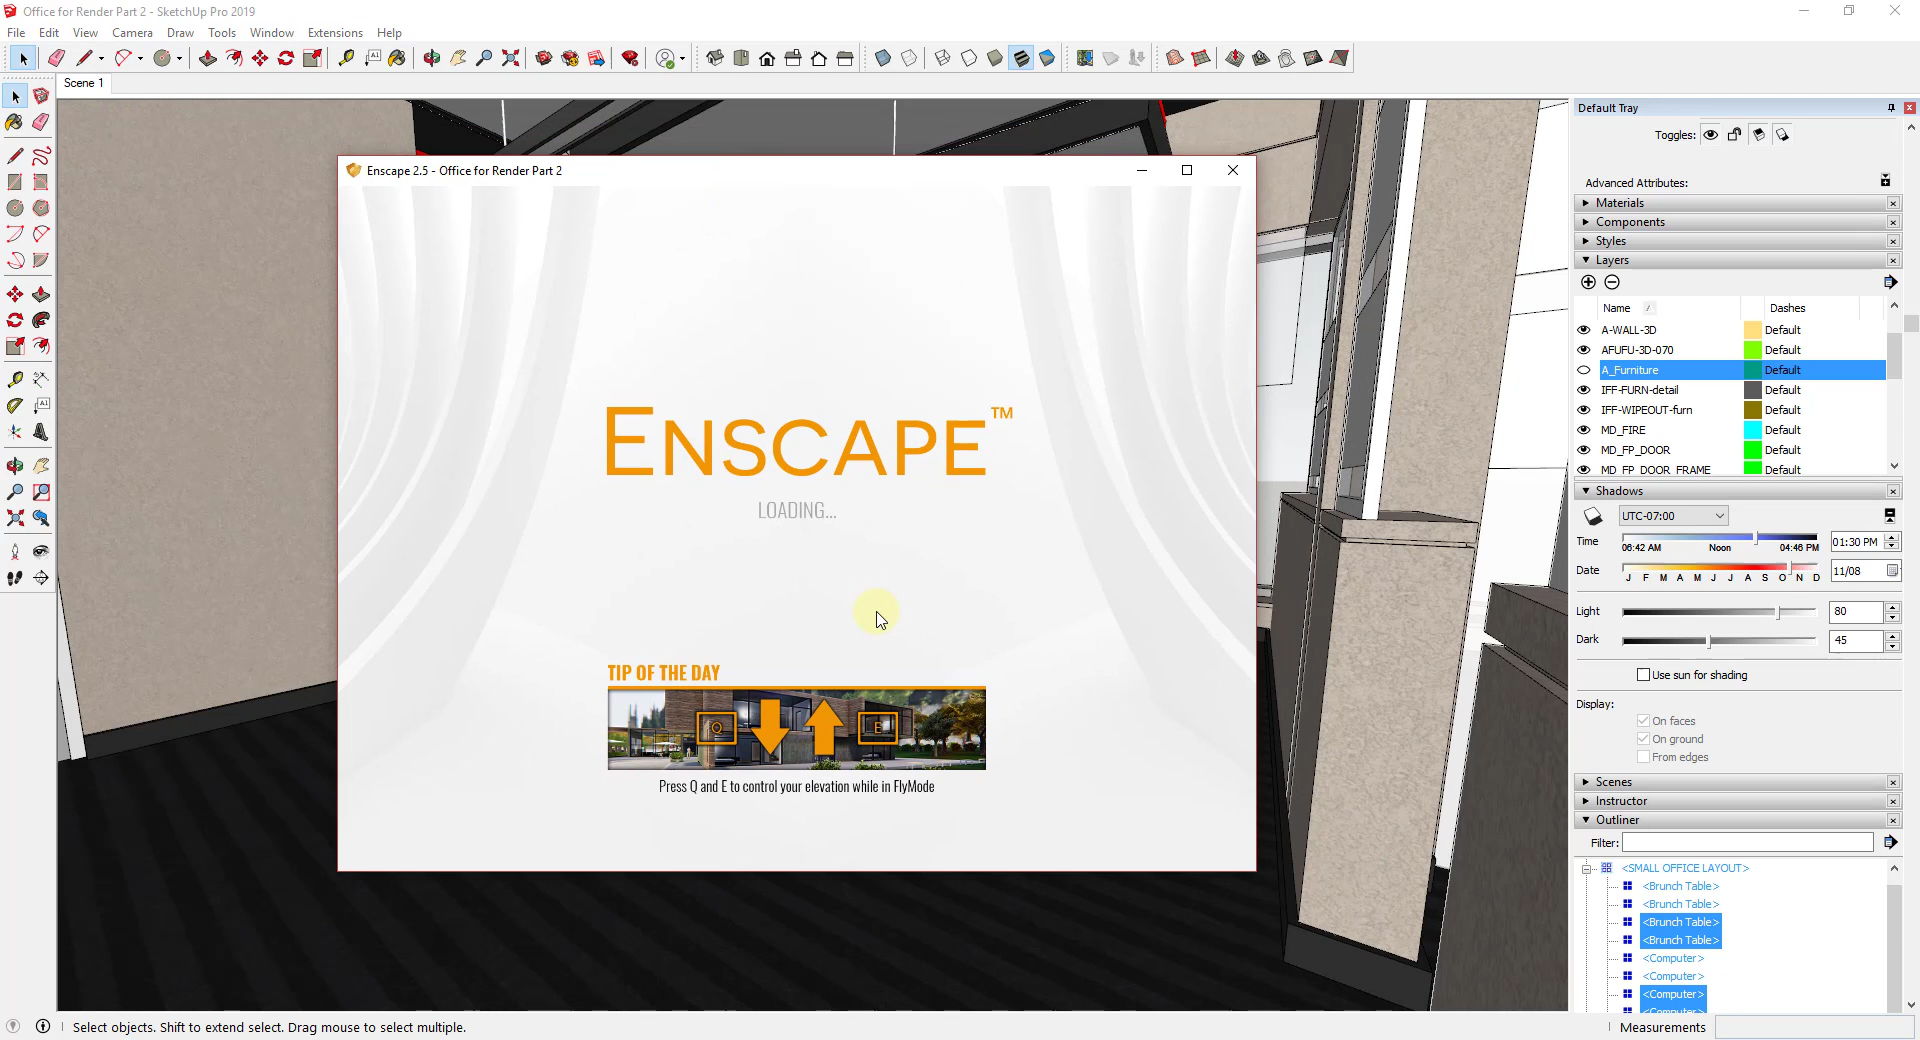 Office for Render Part 2 - SketchUp Pro 2019
File Edit View Camera Draw Tools Window Extensions Help
Scene 1
Default Tray
Toggles:
Advanced Attributes:
Materials
Components
Styles
Layers
Name Dashes
A-WALL-3D Default
AFUFU-3D-070 Default
A_Furniture Default
IFF-FURN-detail Default
IFF-WIPEOUT-furn Default
MD_FIRE Default
MD_FP_DOOR Default
MD_FP_DOOR_FRAME Default
Shadows
UTC-07:00
Time 01:30 PM
06:42 AM Noon 04:46 PM
Date 11/08
J F M A M J J A S O N D
Light 80
Dark 45
Use sun for shading
Display:
On faces
On ground
From edges
Scenes
Instructor
Outliner
Filter:
<SMALL OFFICE LAYOUT>
<Brunch Table>
<Brunch Table>
<Brunch Table>
<Brunch Table>
<Computer>
<Computer>
<Computer>
<Computer>
Enscape 2.5 - Office for Render Part 2
ENSCAPE™
LOADING...
TIP OF THE DAY
Q E
Press Q and E to control your elevation while in FlyMode
Select objects. Shift to extend select. Drag mouse to select multiple.
Measurements